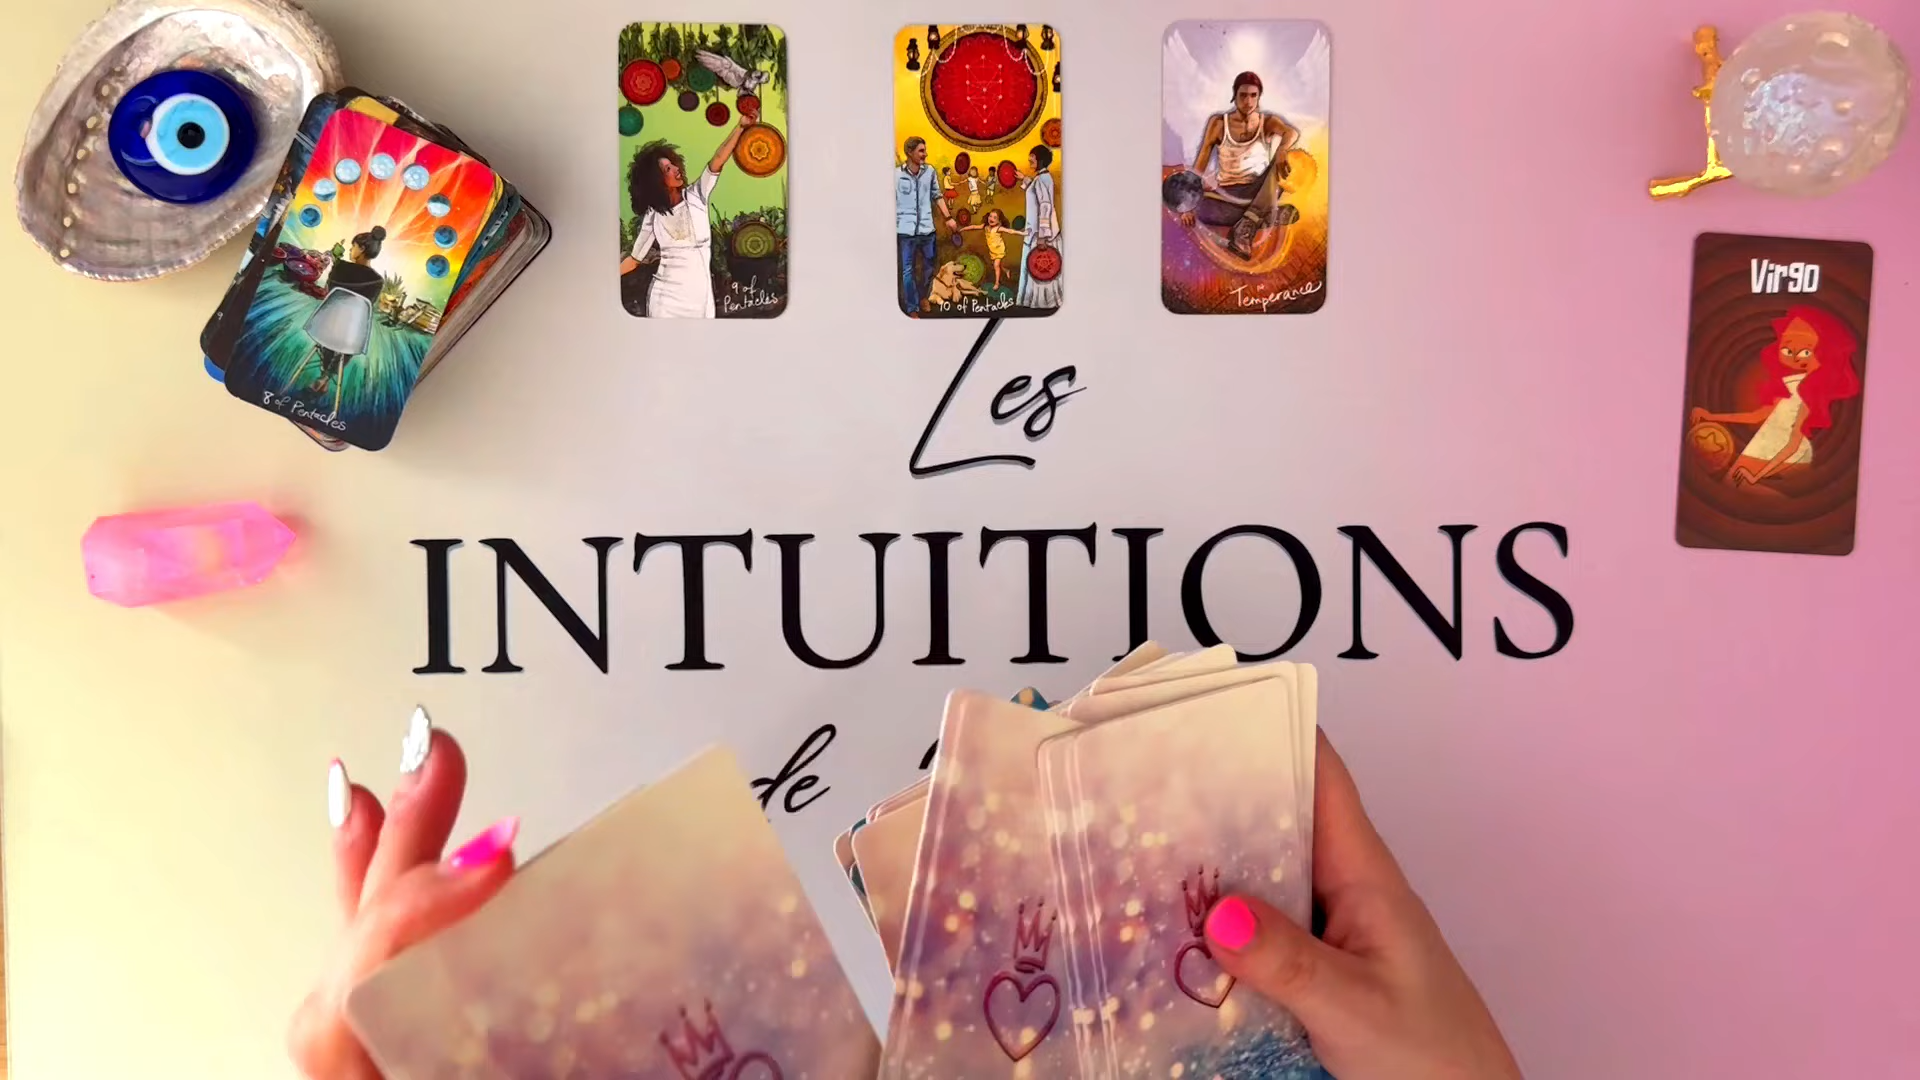 9 of
Pentacles
10 of Pentacles
Temperance
Virgo
8 of Pentacles
Les
INTUITIONS
de